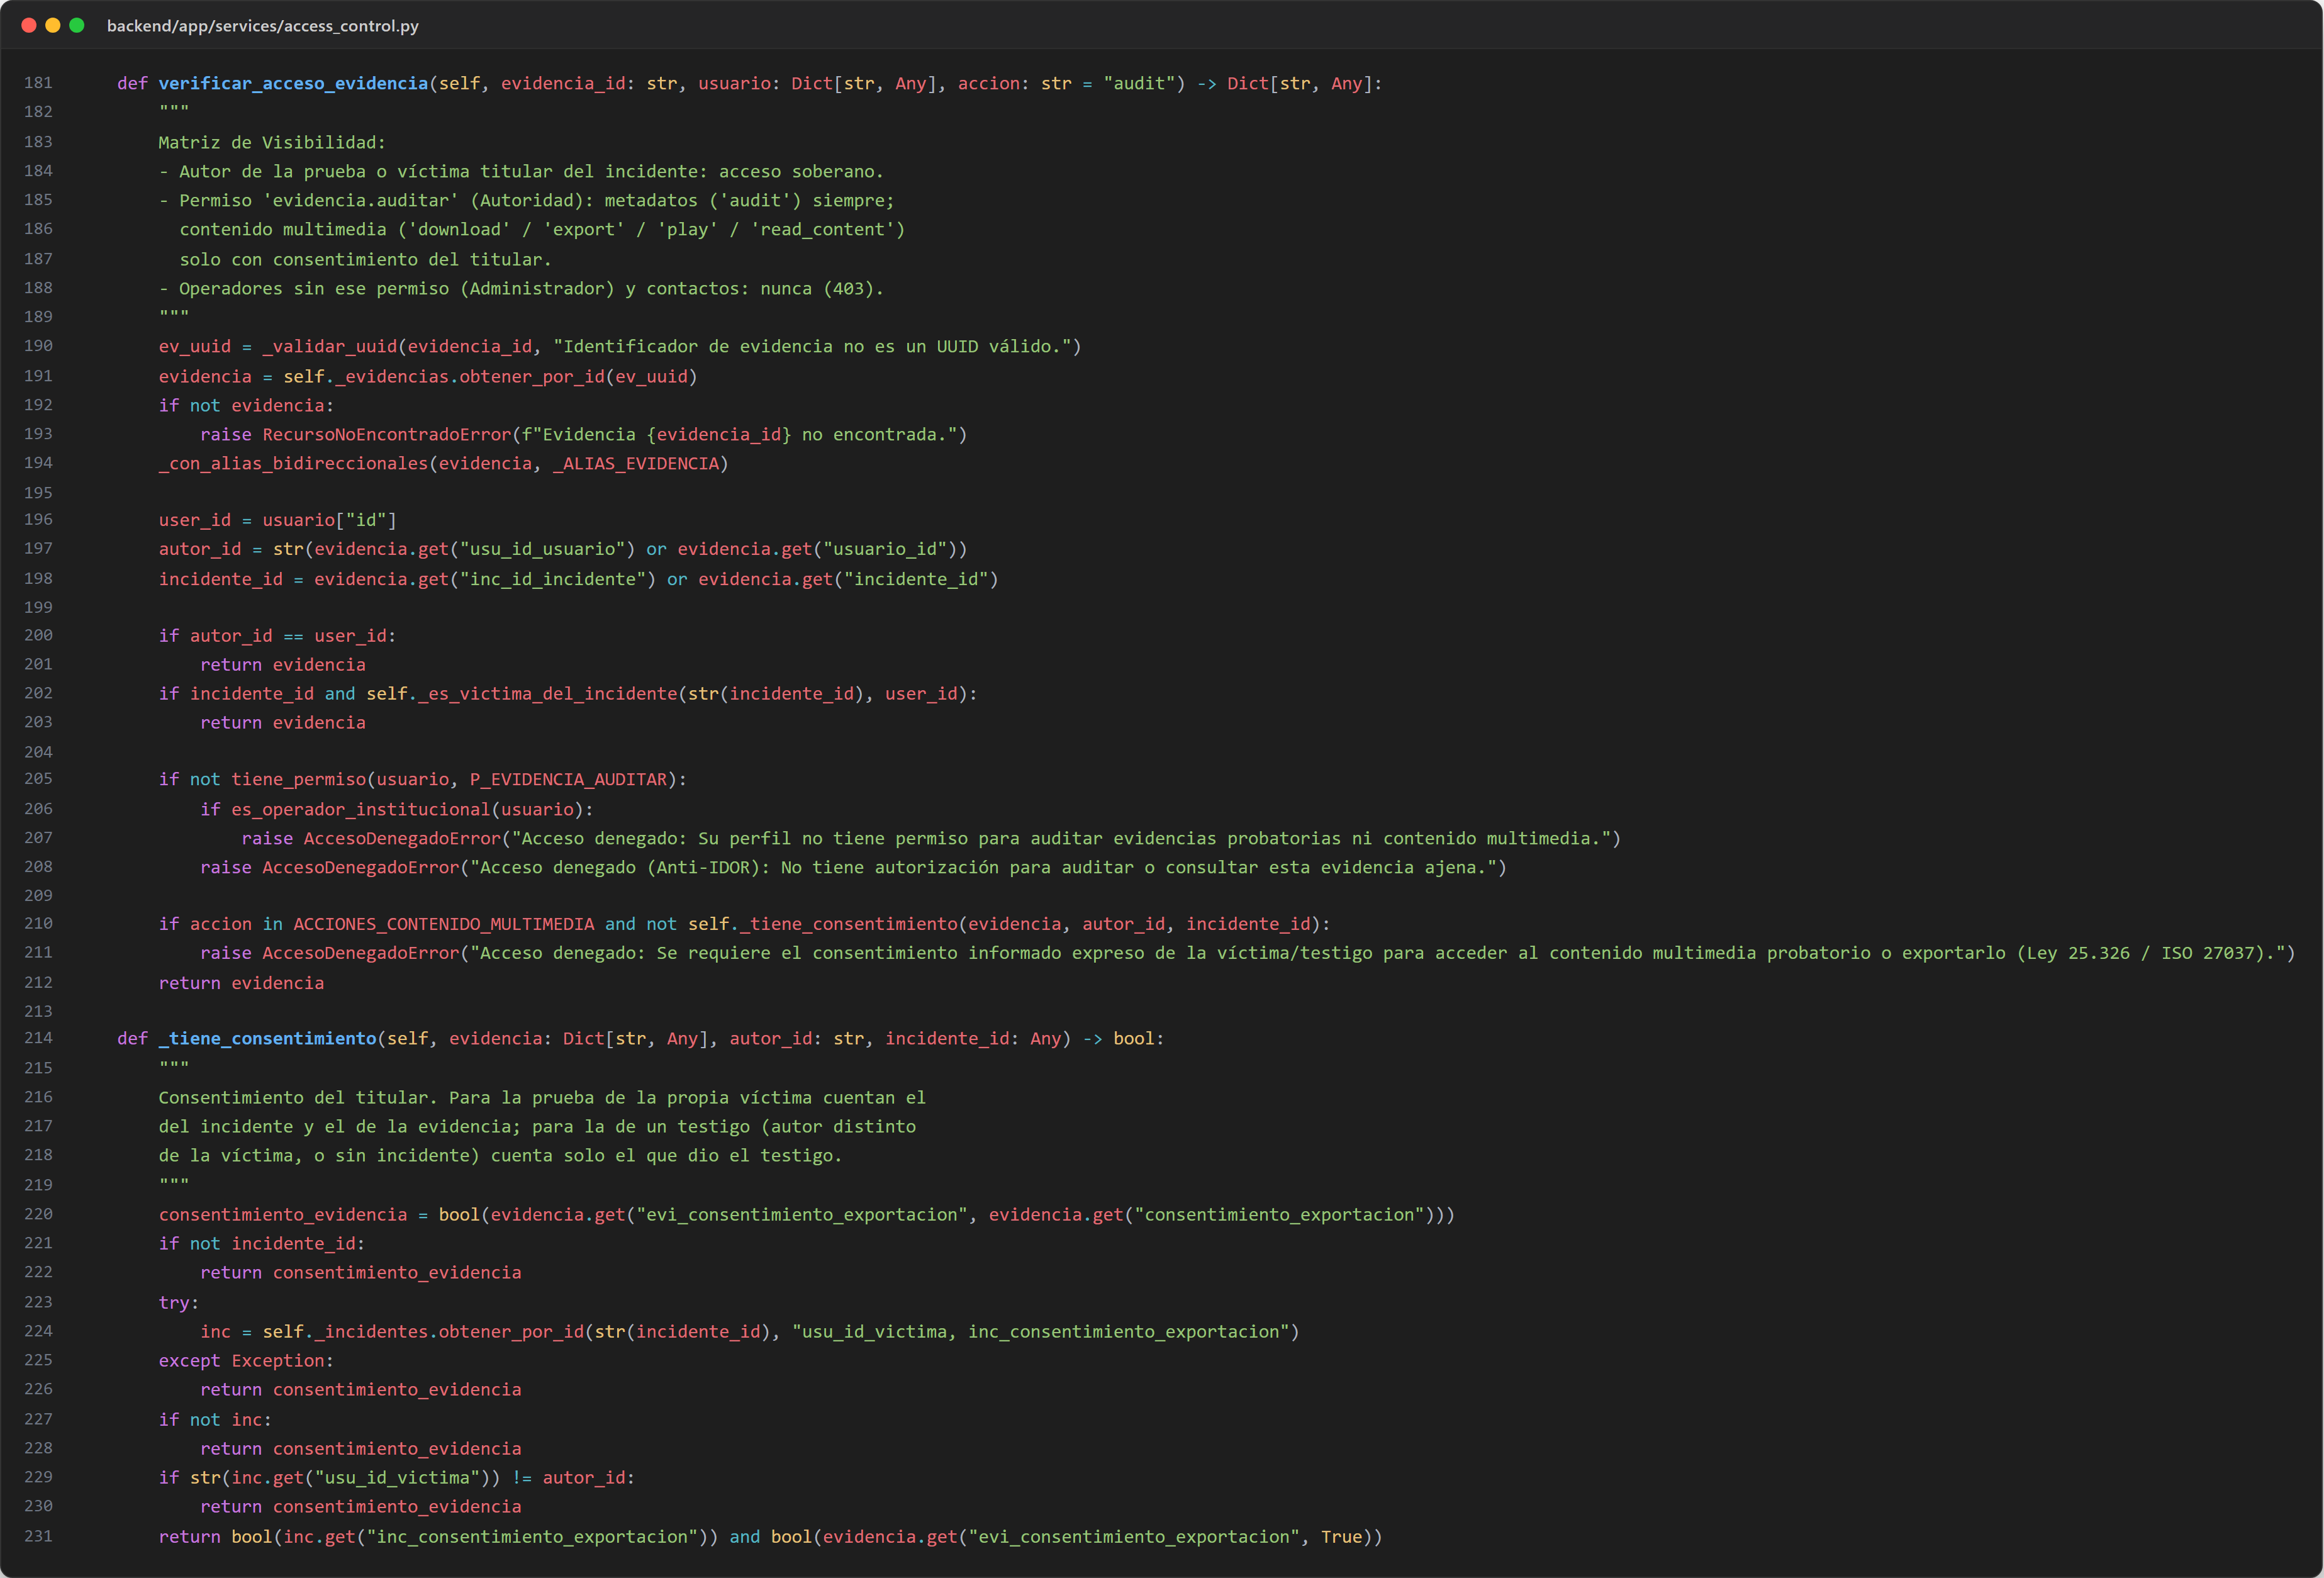 backend/app/services/access_control.py
181 def verificar_acceso_evidencia(self, evidencia_id: str, usuario: Dict[str, Any], accion: str = "audit") -> Dict[str, Any]:
182 """
183 Matriz de Visibilidad:
184 - Autor de la prueba o víctima titular del incidente: acceso soberano.
185 - Permiso 'evidencia.auditar' (Autoridad): metadatos ('audit') siempre;
186 contenido multimedia ('download' / 'export' / 'play' / 'read_content')
187 solo con consentimiento del titular.
188 - Operadores sin ese permiso (Administrador) y contactos: nunca (403).
189 """
190 ev_uuid = _validar_uuid(evidencia_id, "Identificador de evidencia no es un UUID válido.")
191 evidencia = self._evidencias.obtener_por_id(ev_uuid)
192 if not evidencia:
193 raise RecursoNoEncontradoError(f"Evidencia {evidencia_id} no encontrada.")
194 _con_alias_bidireccionales(evidencia, _ALIAS_EVIDENCIA)
195
196 user_id = usuario["id"]
197 autor_id = str(evidencia.get("usu_id_usuario") or evidencia.get("usuario_id"))
198 incidente_id = evidencia.get("inc_id_incidente") or evidencia.get("incidente_id")
199
200 if autor_id == user_id:
201 return evidencia
202 if incidente_id and self._es_victima_del_incidente(str(incidente_id), user_id):
203 return evidencia
204
205 if not tiene_permiso(usuario, P_EVIDENCIA_AUDITAR):
206 if es_operador_institucional(usuario):
207 raise AccesoDenegadoError("Acceso denegado: Su perfil no tiene permiso para auditar evidencias probatorias ni contenido multimedia.")
208 raise AccesoDenegadoError("Acceso denegado (Anti-IDOR): No tiene autorización para auditar o consultar esta evidencia ajena.")
209
210 if accion in ACCIONES_CONTENIDO_MULTIMEDIA and not self._tiene_consentimiento(evidencia, autor_id, incidente_id):
211 raise AccesoDenegadoError("Acceso denegado: Se requiere el consentimiento informado expreso de la víctima/testigo para acceder al contenido multimedia probatorio o exportarlo (Ley 25.326 / ISO 27037).")
212 return evidencia
213
214 def _tiene_consentimiento(self, evidencia: Dict[str, Any], autor_id: str, incidente_id: Any) -> bool:
215 """
216 Consentimiento del titular. Para la prueba de la propia víctima cuentan el
217 del incidente y el de la evidencia; para la de un testigo (autor distinto
218 de la víctima, o sin incidente) cuenta solo el que dio el testigo.
219 """
220 consentimiento_evidencia = bool(evidencia.get("evi_consentimiento_exportacion", evidencia.get("consentimiento_exportacion")))
221 if not incidente_id:
222 return consentimiento_evidencia
223 try:
224 inc = self._incidentes.obtener_por_id(str(incidente_id), "usu_id_victima, inc_consentimiento_exportacion")
225 except Exception:
226 return consentimiento_evidencia
227 if not inc:
228 return consentimiento_evidencia
229 if str(inc.get("usu_id_victima")) != autor_id:
230 return consentimiento_evidencia
231 return bool(inc.get("inc_consentimiento_exportacion")) and bool(evidencia.get("evi_consentimiento_exportacion", True))